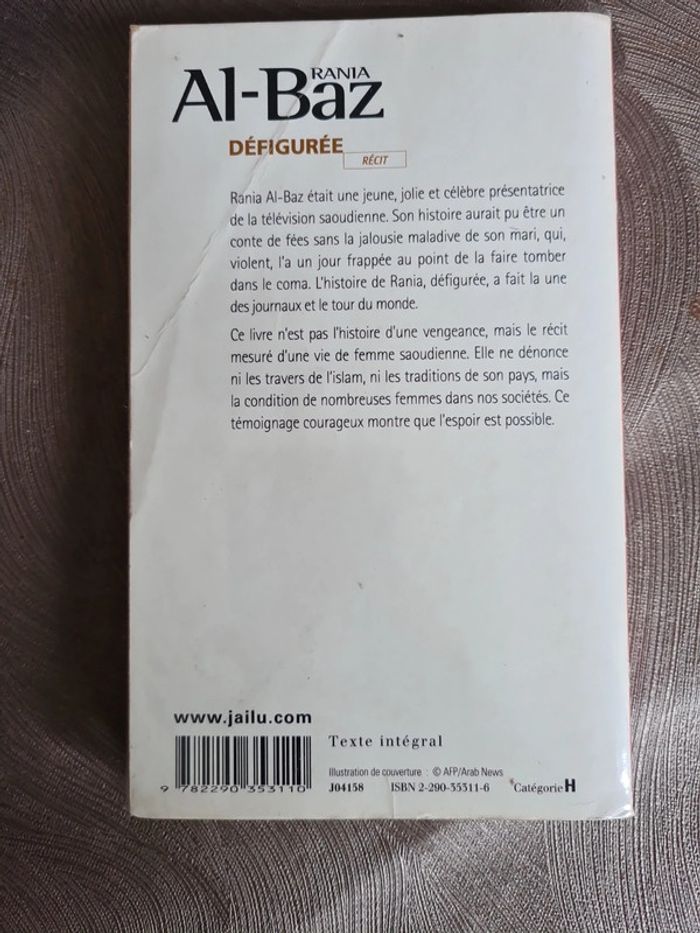 RANIA
Al-Baz
DÉFIGURÉE
RÉCIT
Rania Al-Baz était une jeune, jolie et célèbre présentatrice
de la télévision saoudienne. Son histoire aurait pu être un
conte de fées sans la jalousie maladive de son mari, qui,
violent, l'a un jour frappée au point de la faire tomber
dans le coma. L'histoire de Rania, défigurée, a fait la une
des journaux et le tour du monde.
Ce livre n'est pas l'histoire d'une vengeance, mais le récit
mesuré d'une vie de femme saoudienne. Elle ne dénonce
ni les travers de l'islam, ni les traditions de son pays, mais
la condition de nombreuses femmes dans nos sociétés. Ce
témoignage courageux montre que l'espoir est possible.
www.jailu.com
Texte intégral
Illustration de couverture : © AFP/Arab News
J04158 ISBN 2-290-35311-6 Catégorie H
9 782290 353110